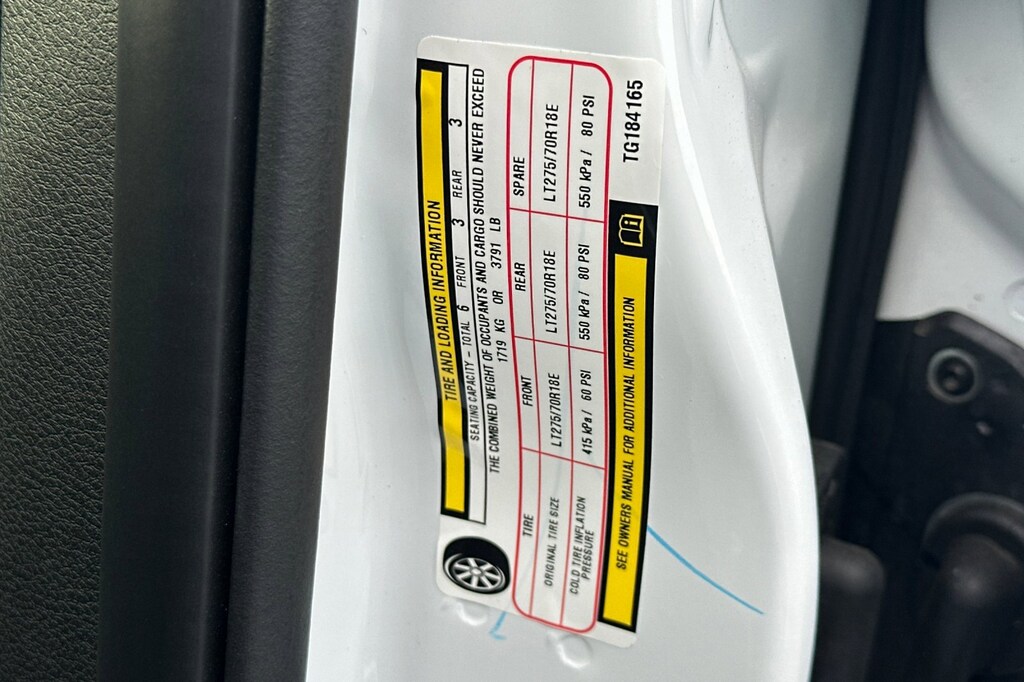 TIRE AND LOADING INFORMATION
SEATING CAPACITY – TOTAL 6 FRONT 3 REAR 3
THE COMBINED WEIGHT OF OCCUPANTS AND CARGO SHOULD NEVER EXCEED
1719 KG OR 3791 LB
TIRE FRONT REAR SPARE
ORIGINAL TIRE SIZE LT275/70R18E LT275/70R18E LT275/70R18E
COLD TIRE INFLATION
PRESSURE 415 kPa / 60 PSI 550 kPa / 80 PSI 550 kPa / 80 PSI
SEE OWNERS MANUAL FOR ADDITIONAL INFORMATION
TG184165